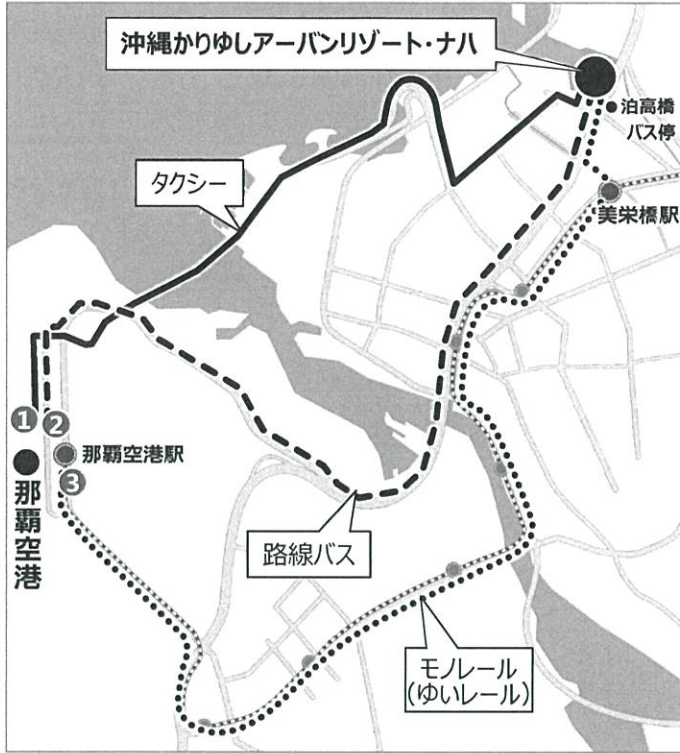 沖縄かりゆしアーバンリゾート・ナハ
泊高橋
バス停
タクシー
美栄橋駅
1
2
那覇空港駅
3
那覇空港
路線バス
モノレール
(ゆいレール)